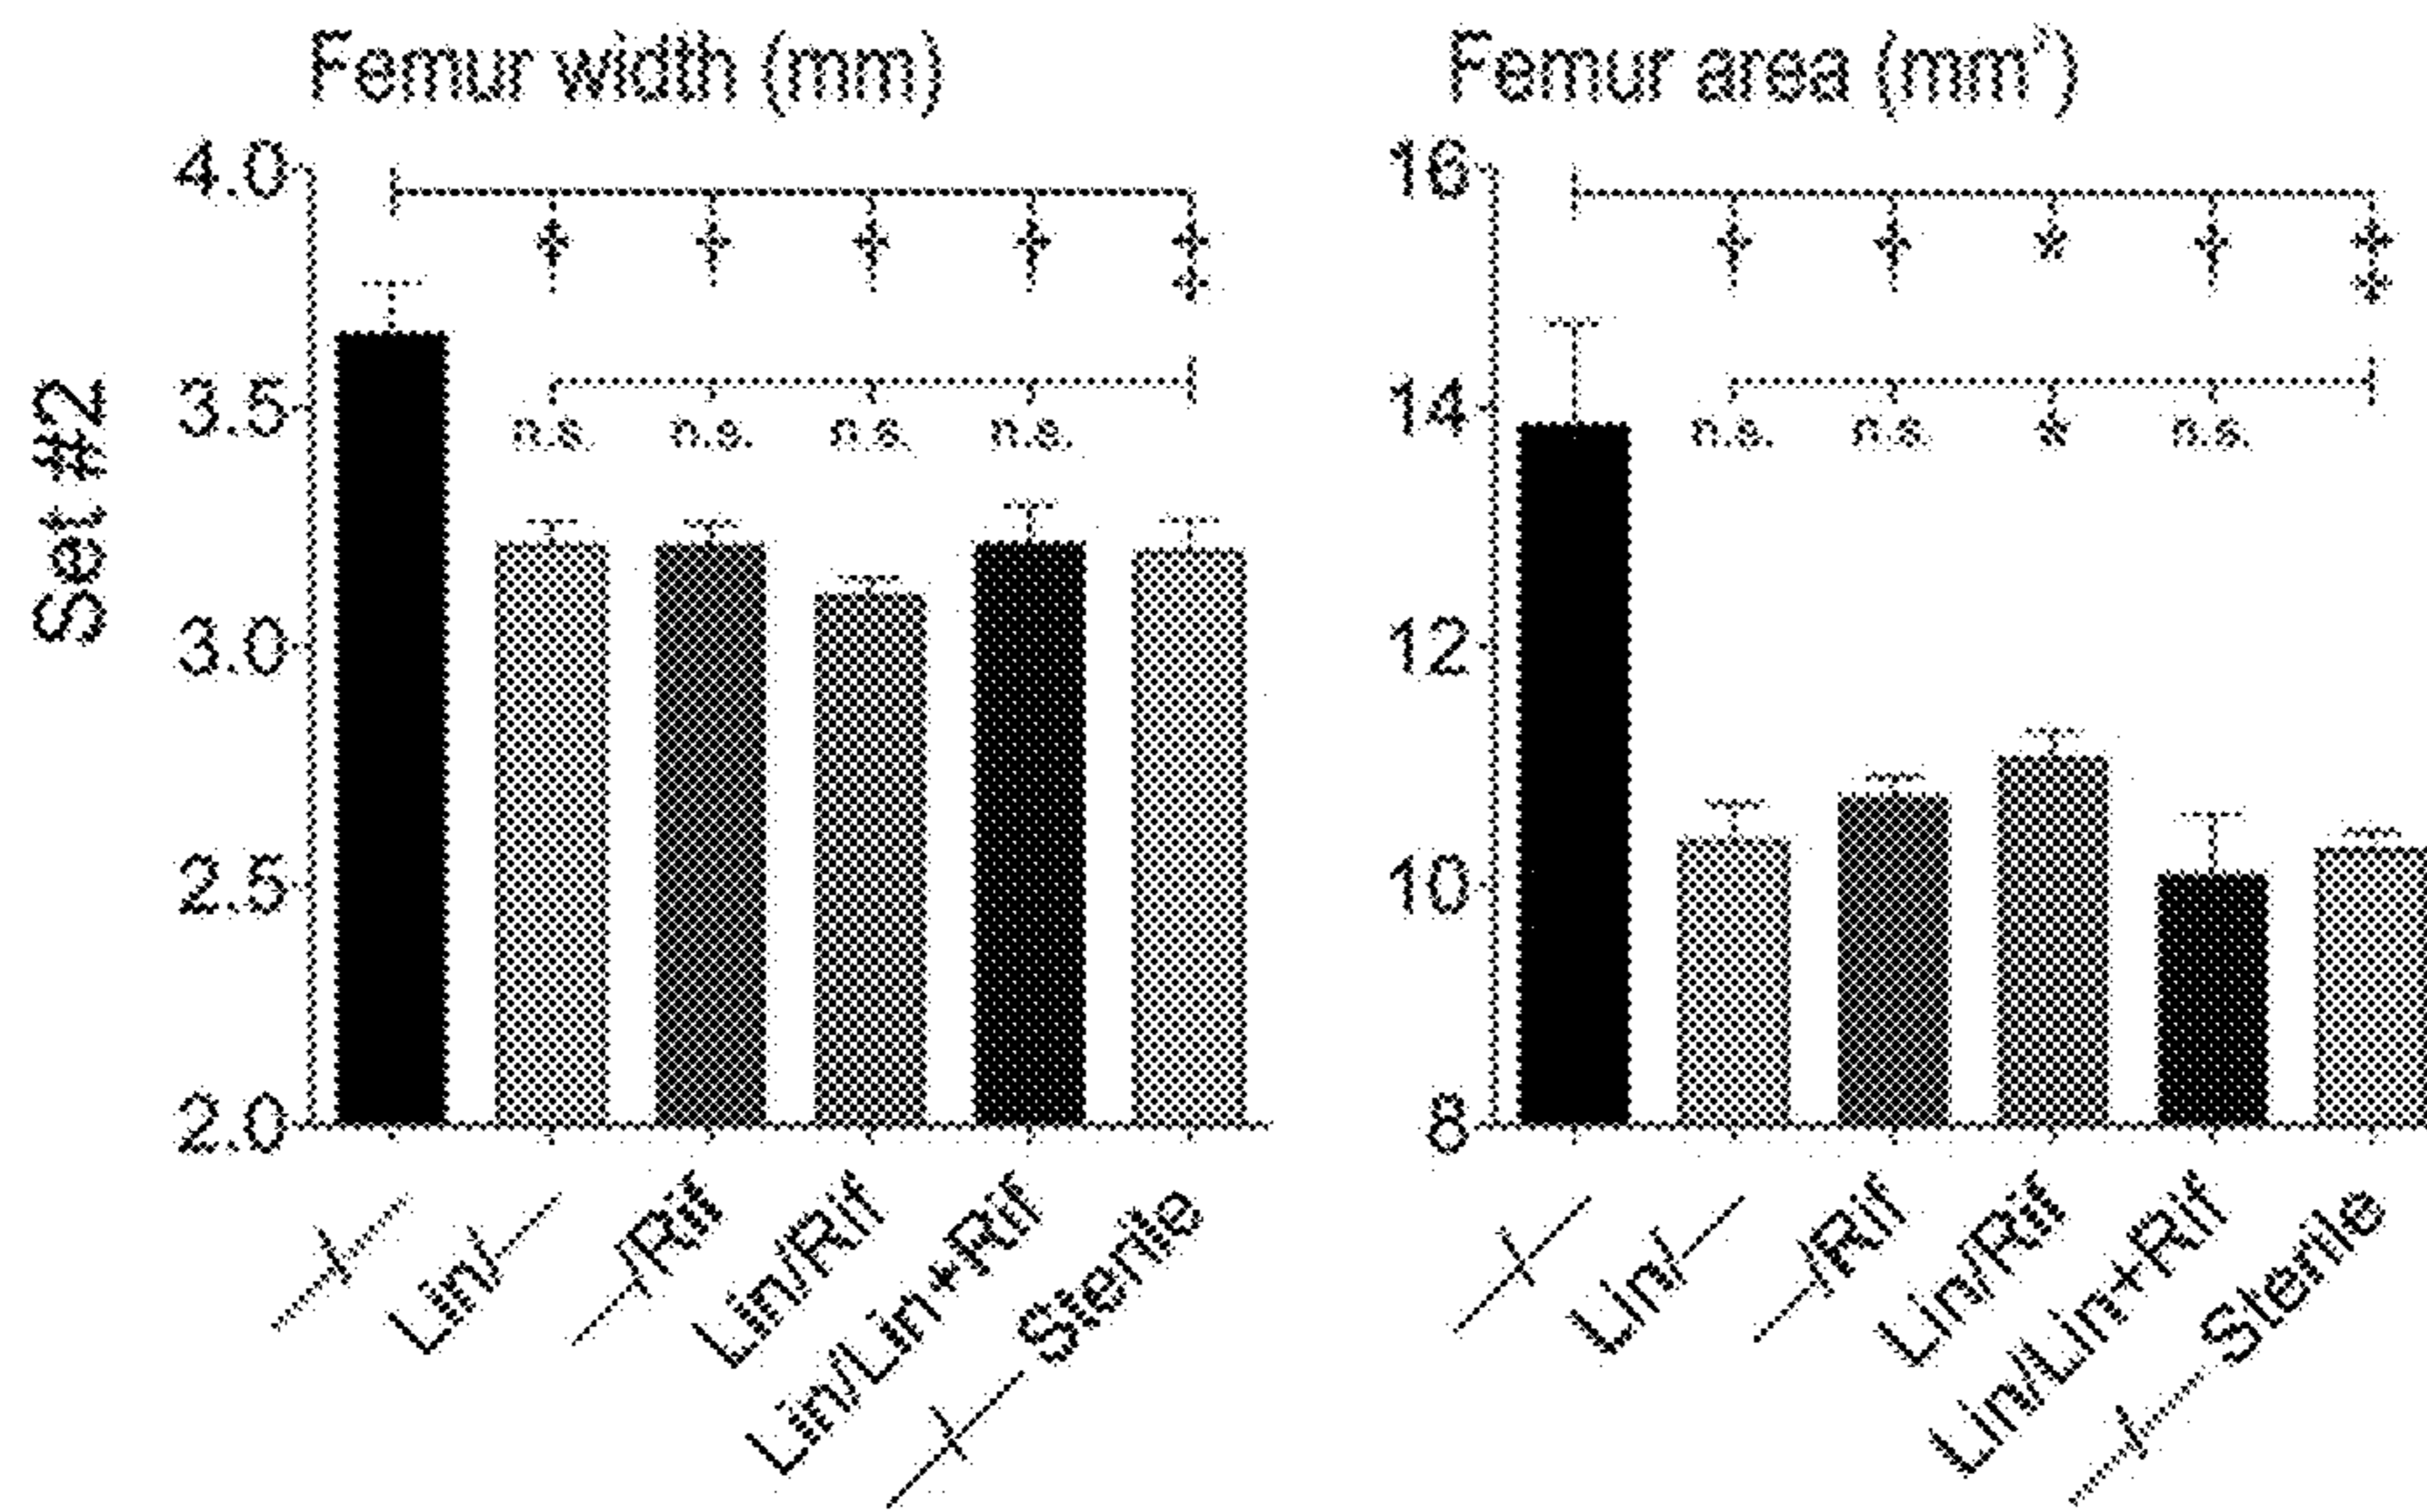 Femur width (mm)
Set #2
4.0
3.5
3.0
2.5
2.0
*†
*†
*†
*†
*
*
n.s.
n.s.
n.s.
n.s.
—/—
Lin/—
—/Rif
Lin/Rif
Lin/Lin+Rif
—/— Sterile
Femur area (mm²)
16
14
12
10
8
*†
*†
*
*†
*
*
n.s.
n.s.
*
n.s.
—/—
Lin/—
—/Rif
Lin/Rif
Lin/Lin+Rif
—/— Sterile